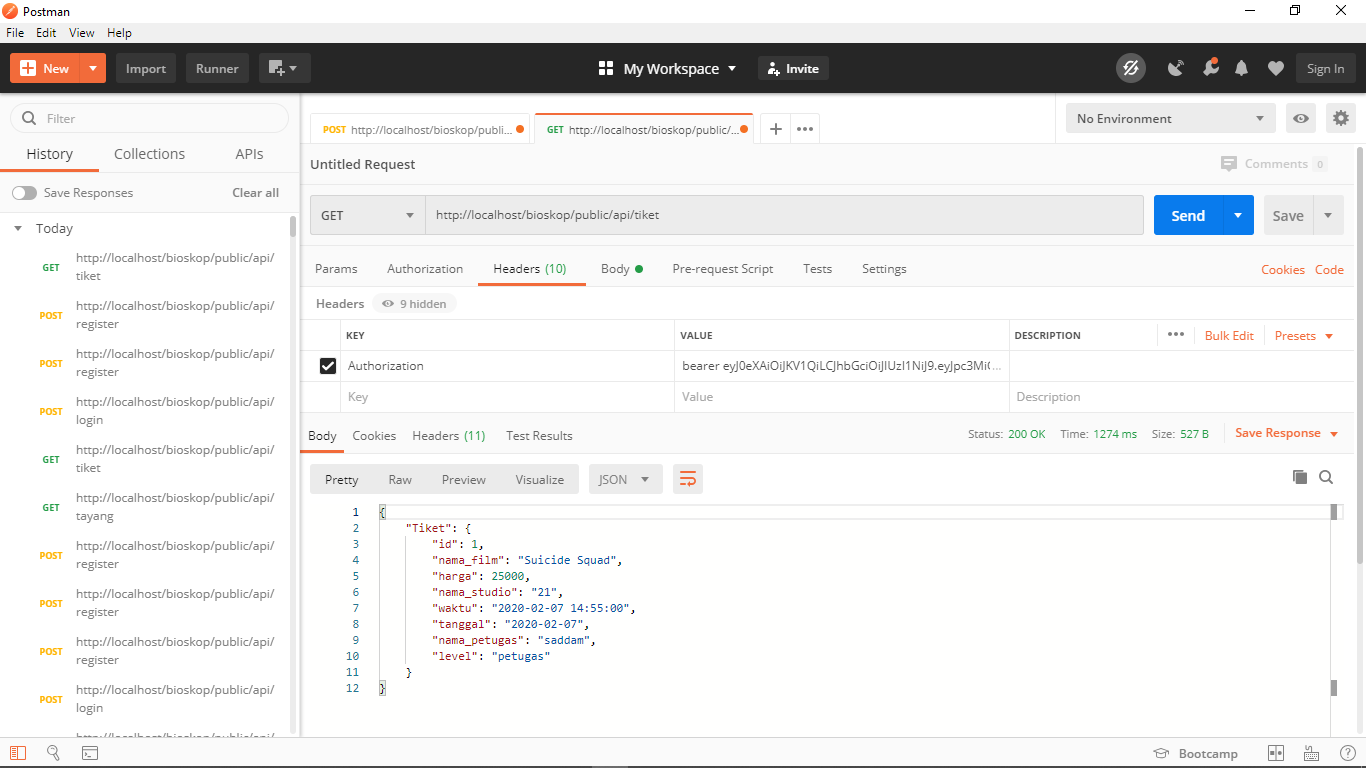 Postman
File Edit View Help
New Import Runner My Workspace Invite Sign In
Filter
History Collections APIs
Save Responses Clear all
Today
GET http://localhost/bioskop/public/api/
tiket
POST http://localhost/bioskop/public/api/
register
POST http://localhost/bioskop/public/api/
register
POST http://localhost/bioskop/public/api/
login
GET http://localhost/bioskop/public/api/
tiket
GET http://localhost/bioskop/public/api/
tayang
POST http://localhost/bioskop/public/api/
register
POST http://localhost/bioskop/public/api/
register
POST http://localhost/bioskop/public/api/
register
POST http://localhost/bioskop/public/api/
login
POST http://localhost/bioskop/publi... GET http://localhost/bioskop/public/... + •••
No Environment
Untitled Request
Comments 0
GET http://localhost/bioskop/public/api/tiket Send Save
Params Authorization Headers (10) Body Pre-request Script Tests Settings Cookies Code
Headers 9 hidden
KEY VALUE DESCRIPTION ••• Bulk Edit Presets
Authorization bearer eyJ0eXAiOiJKV1QiLCJhbGciOiJIUzI1NiJ9.eyJpc3MiO...
Key Value Description
Body Cookies Headers (11) Test Results Status: 200 OK Time: 1274 ms Size: 527 B Save Response
Pretty Raw Preview Visualize JSON
1 {
2 "Tiket": {
3 "id": 1,
4 "nama_film": "Suicide Squad",
5 "harga": 25000,
6 "nama_studio": "21",
7 "waktu": "2020-02-07 14:55:00",
8 "tanggal": "2020-02-07",
9 "nama_petugas": "saddam",
10 "level": "petugas"
11 }
12 }
Bootcamp